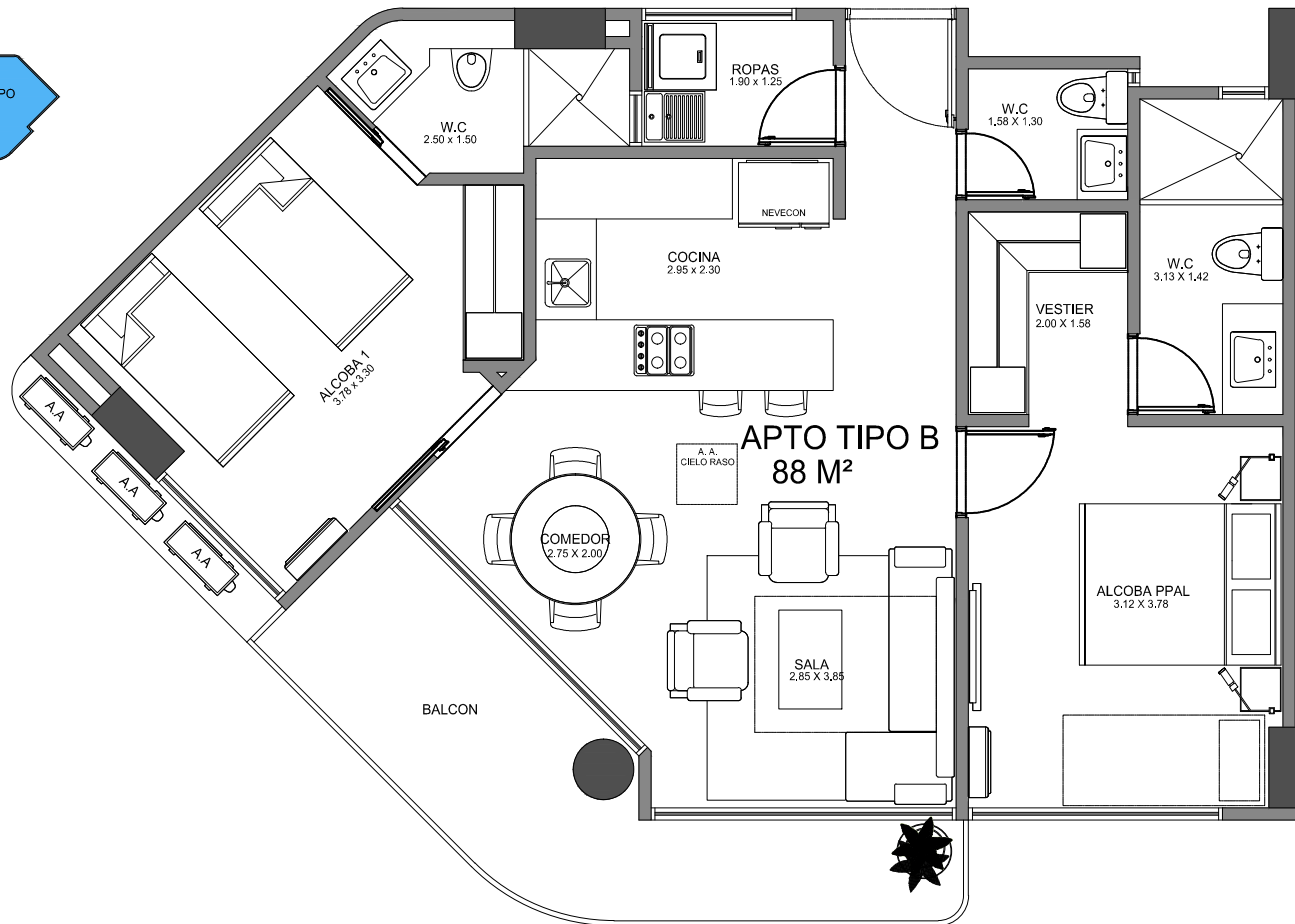 PO
ROPAS
1.90 x 1.25
W.C
2.50 x 1.50
W.C
1.58 X 1.30
NEVECON
COCINA
2.95 x 2.30
W.C
3.13 X 1.42
VESTIER
2.00 X 1.58
ALCOBA 1
3.78 x 3.30
A.A
A.A
A.A
APTO TIPO B
88 M²
A. A.
CIELO RASO
COMEDOR
2.75 X 2.00
ALCOBA PPAL
3.12 X 3.78
SALA
2.85 X 3.85
BALCON